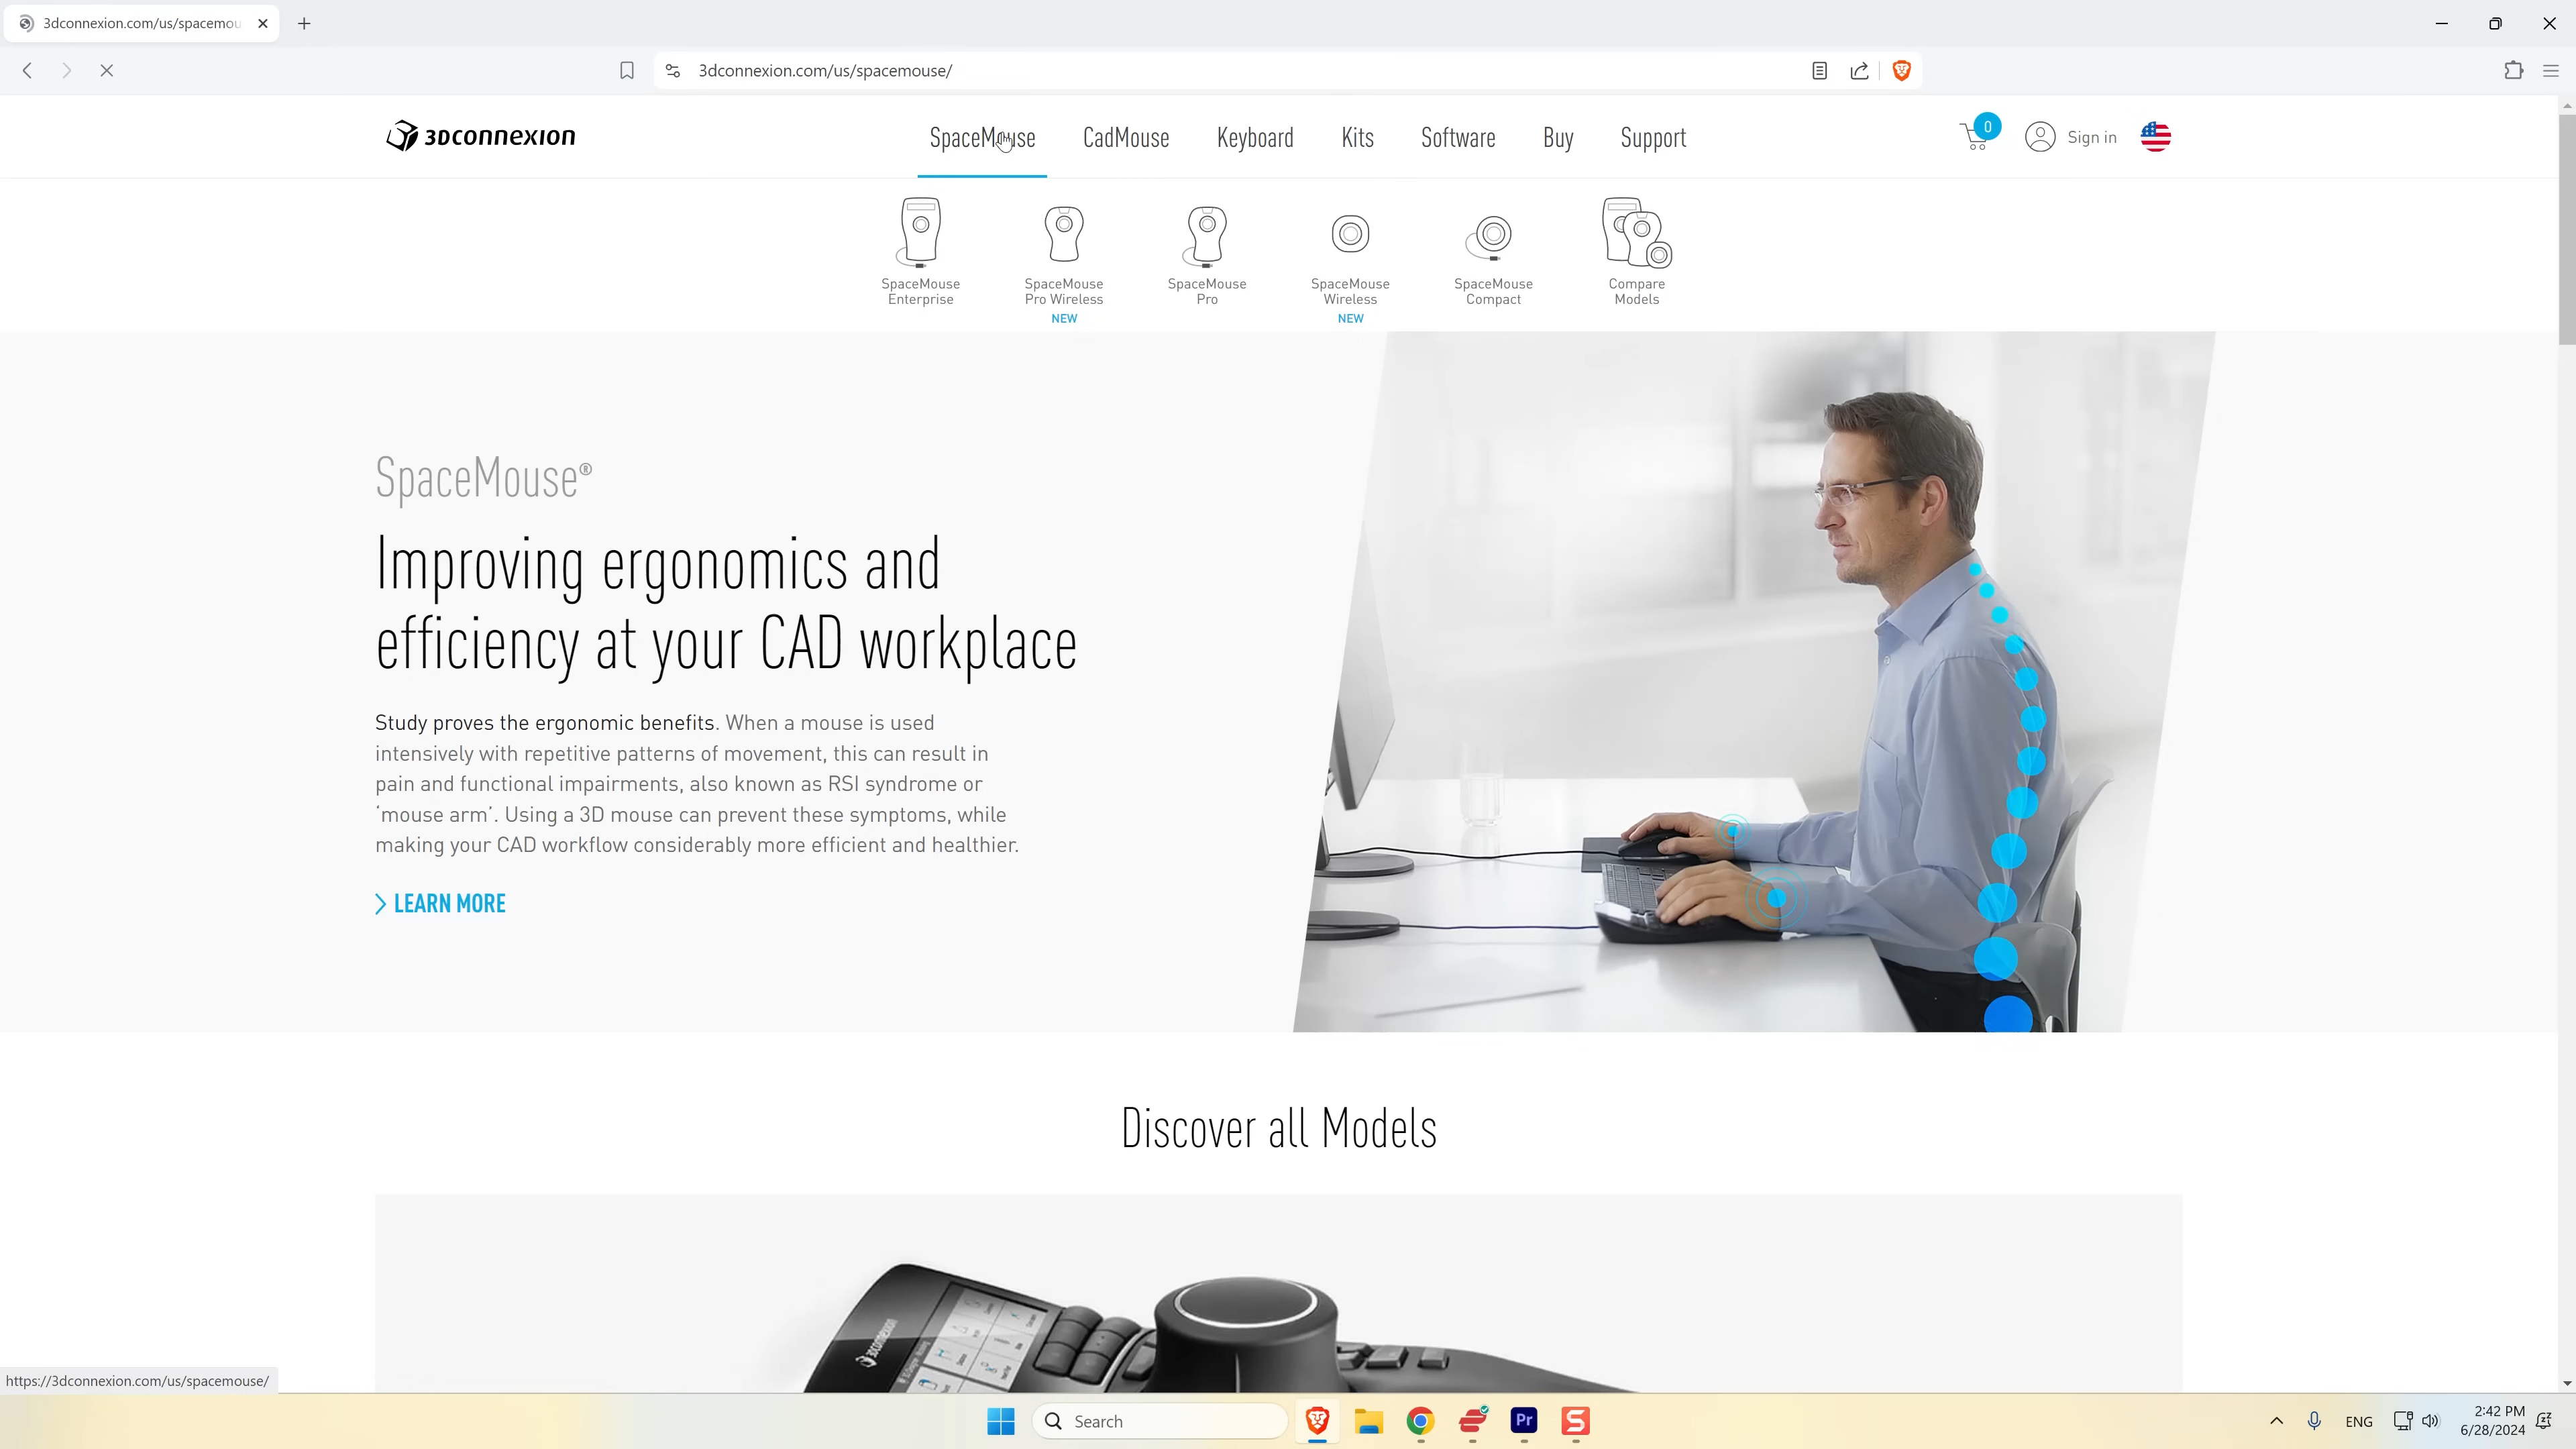 3dconnexion.com/us/spacemou
3dconnexion.com/us/spacemouse/
3Dconnexion
SpaceMouse
CadMouse
Keyboard
Kits
Software
Buy
Support
0
Sign in
SpaceMouse
Enterprise
SpaceMouse
Pro Wireless
NEW
SpaceMouse
Pro
SpaceMouse
Wireless
NEW
SpaceMouse
Compact
Compare
Models
SpaceMouse®
Improving ergonomics and
efficiency at your CAD workplace
Study proves the ergonomic benefits. When a mouse is used
intensively with repetitive patterns of movement, this can result in
pain and functional impairments, also known as RSI syndrome or
‘mouse arm’. Using a 3D mouse can prevent these symptoms, while
making your CAD workflow considerably more efficient and healthier.
LEARN MORE
Discover all Models
3Dconnexion
https://3dconnexion.com/us/spacemouse/
Search
Pr
S
ENG
2:42 PM
6/28/2024